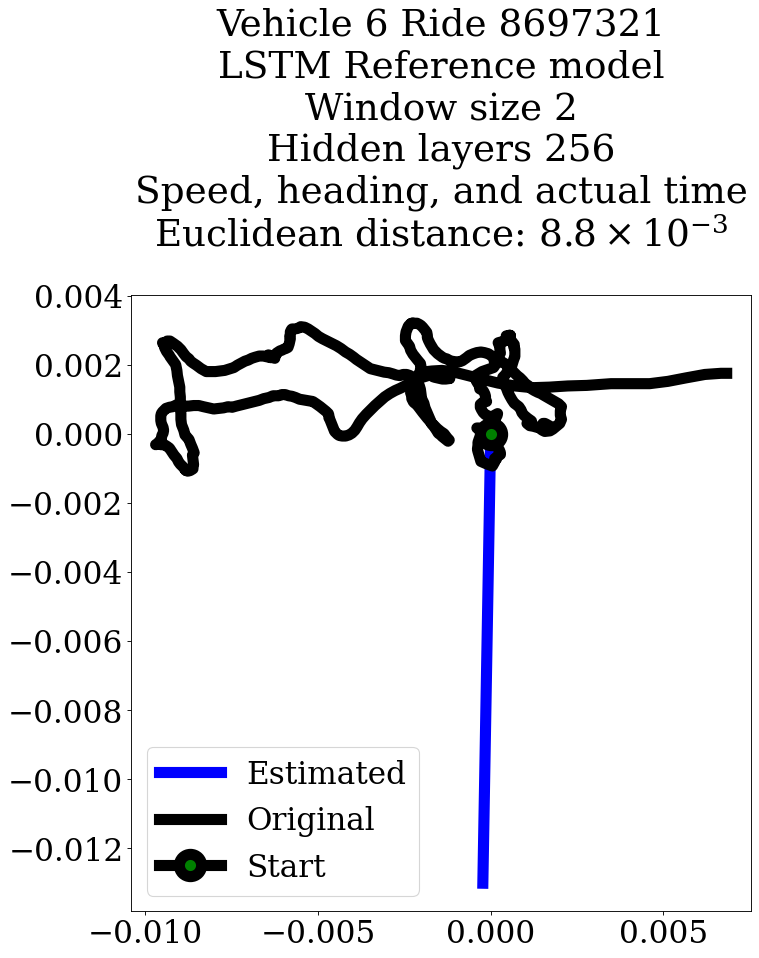 Vehicle 6 Ride 8697321
LSTM Reference model
Window size 2
Hidden layers 256
Speed, heading, and actual time
Euclidean distance: 8.8 × 10⁻³
0.004
0.002
0.000
−0.002
−0.004
−0.006
−0.008
−0.010
−0.012
Estimated
Original
Start
−0.010
−0.005
0.000
0.005